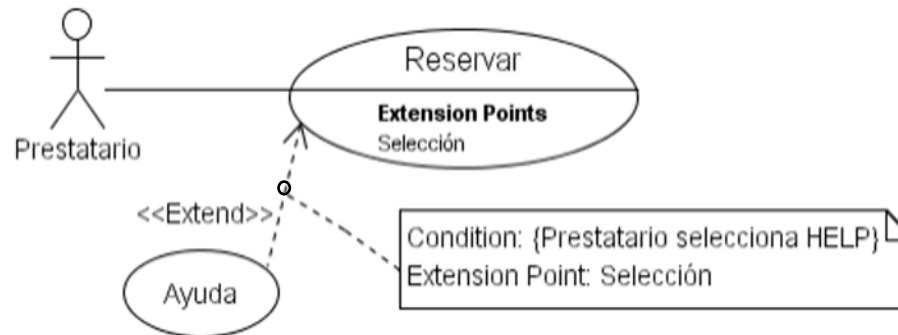 Reservar
Extension Points
Selección
Prestatario
<<Extend>>
Condition: {Prestatario selecciona HELP}
Extension Point: Selección
Ayuda